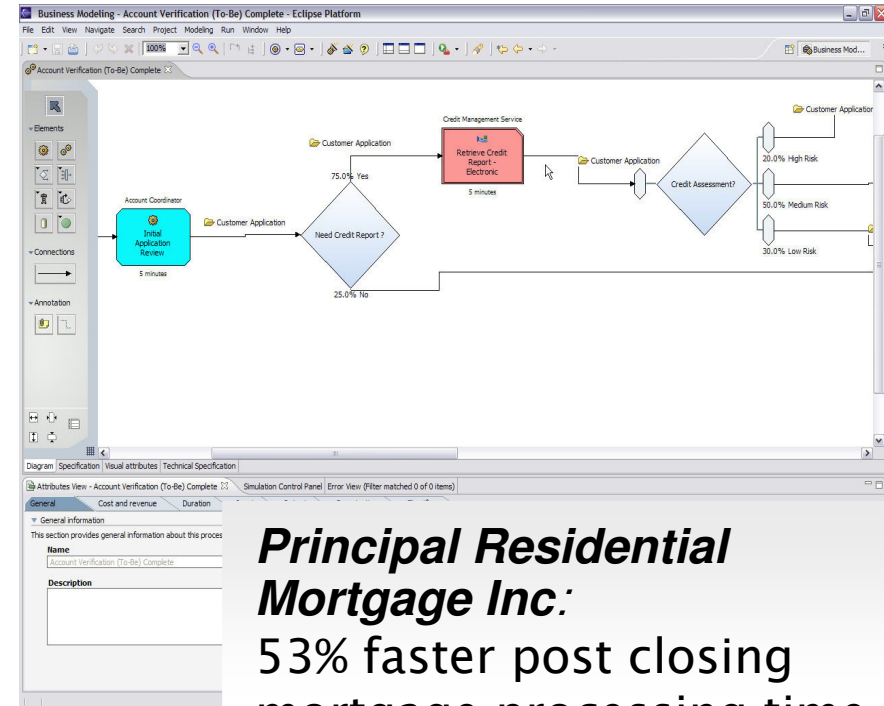 Business Modeling - Account Verification (To-Be) Complete - Eclipse Platform
File Edit View Navigate Search Project Modeling Run Window Help
100%
Business Mod...
Account Verification (To-Be) Complete
Elements
Connections
Annotation
Account Coordinator
Initial
Application
Review
5 minutes
Customer Application
Need Credit Report ?
75.0% Yes
25.0% No
Customer Application
Credit Management Service
Retrieve Credit
Report -
Electronic
5 minutes
Customer Application
Credit Assessment?
Customer Application
20.0% High Risk
50.0% Medium Risk
30.0% Low Risk
Diagram Specification Visual attributes Technical Specification
Attributes View - Account Verification (To-Be) Complete Simulation Control Panel Error View (Filter matched 0 of 0 items)
General Cost and revenue Duration
General information
This section provides general information about this proces
Name
Account Verification (To-Be) Complete
Description
Principal Residential
Mortgage Inc:
53% faster post closing
mortgage processing time